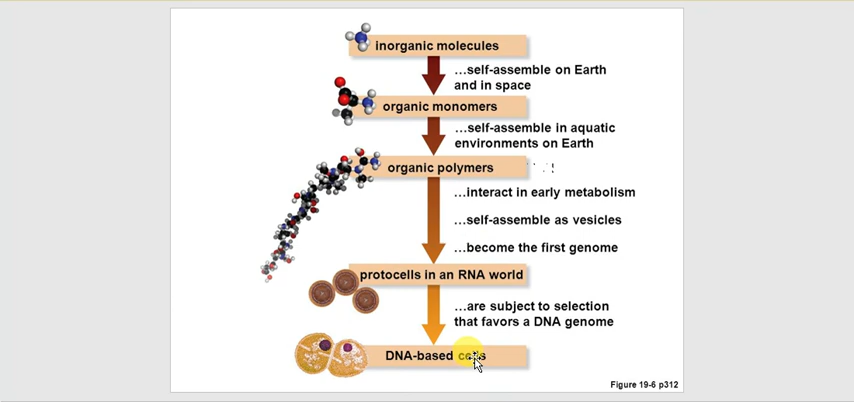 inorganic molecules
…self-assemble on Earth
and in space
organic monomers
…self-assemble in aquatic
environments on Earth
organic polymers
…interact in early metabolism
…self-assemble as vesicles
…become the first genome
protocells in an RNA world
…are subject to selection
that favors a DNA genome
DNA-based cells
Figure 19-6 p312